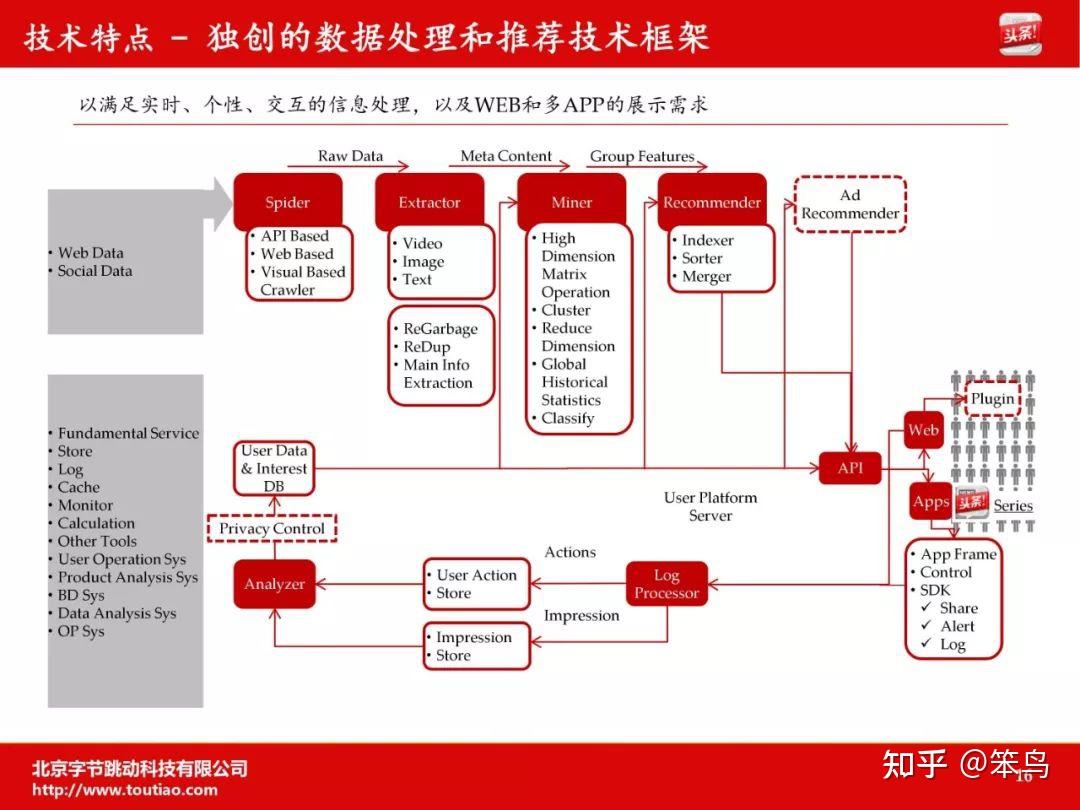 技术特点 – 独创的数据处理和推荐技术框架
头条!
以满足实时、个性、交互的信息处理，以及WEB和多APP的展示需求
Raw Data
Meta Content
Group Features
• Web Data
• Social Data
Spider
• API Based
• Web Based
• Visual Based
Crawler
Extractor
• Video
• Image
• Text
• ReGarbage
• ReDup
• Main Info
Extraction
Miner
• High
Dimension
Matrix
Operation
• Cluster
• Reduce
Dimension
• Global
Historical
Statistics
• Classify
Recommender
• Indexer
• Sorter
• Merger
Ad
Recommender
• Fundamental Service
• Store
• Log
• Cache
• Monitor
• Calculation
• Other Tools
• User Operation Sys
• Product Analysis Sys
• BD Sys
• Data Analysis Sys
• OP Sys
User Data
& Interest
DB
Privacy Control
Analyzer
• User Action
• Store
• Impression
• Store
Actions
Impression
Log
Processor
User Platform
Server
API
Web
Plugin
Apps
头条!
Series
• App Frame
• Control
• SDK
✓ Share
✓ Alert
✓ Log
北京字节跳动科技有限公司
http://www.toutiao.com
知乎 @笨鸟
16